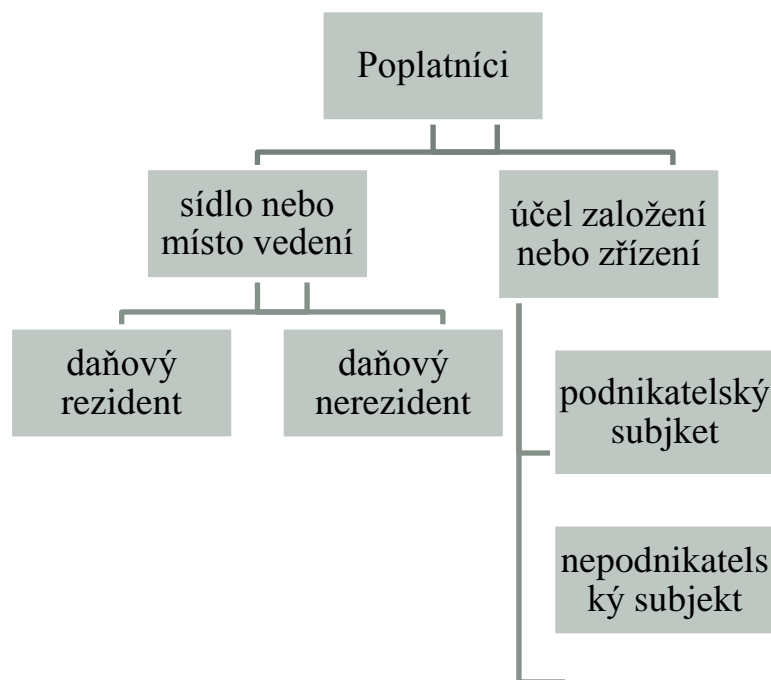 Poplatníci
sídlo nebo
místo vedení
účel založení
nebo zřízení
daňový
rezident
daňový
nerezident
podnikatelský
subjket
nepodnikatels
ký subjekt